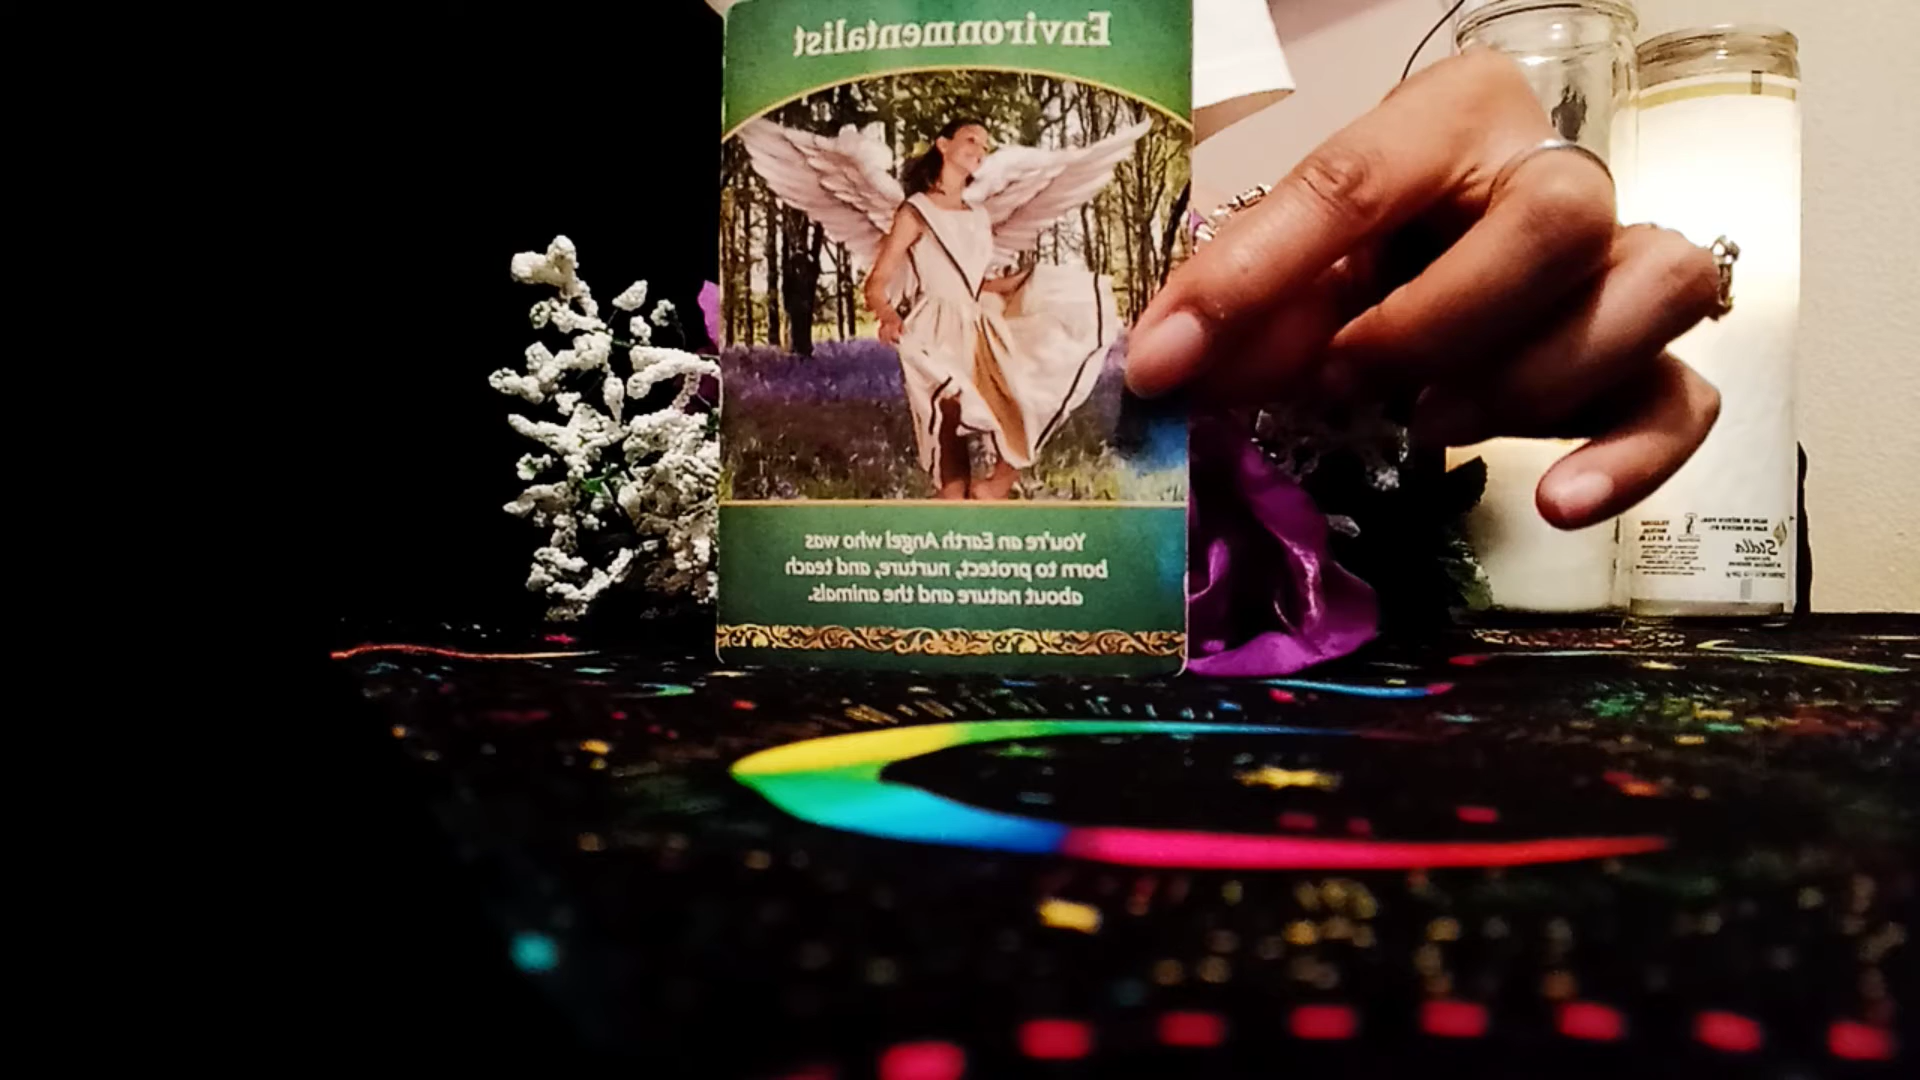 Environmentalist
You're an Earth Angel who was
born to protect, nurture, and teach
about nature and the animals.
Stella